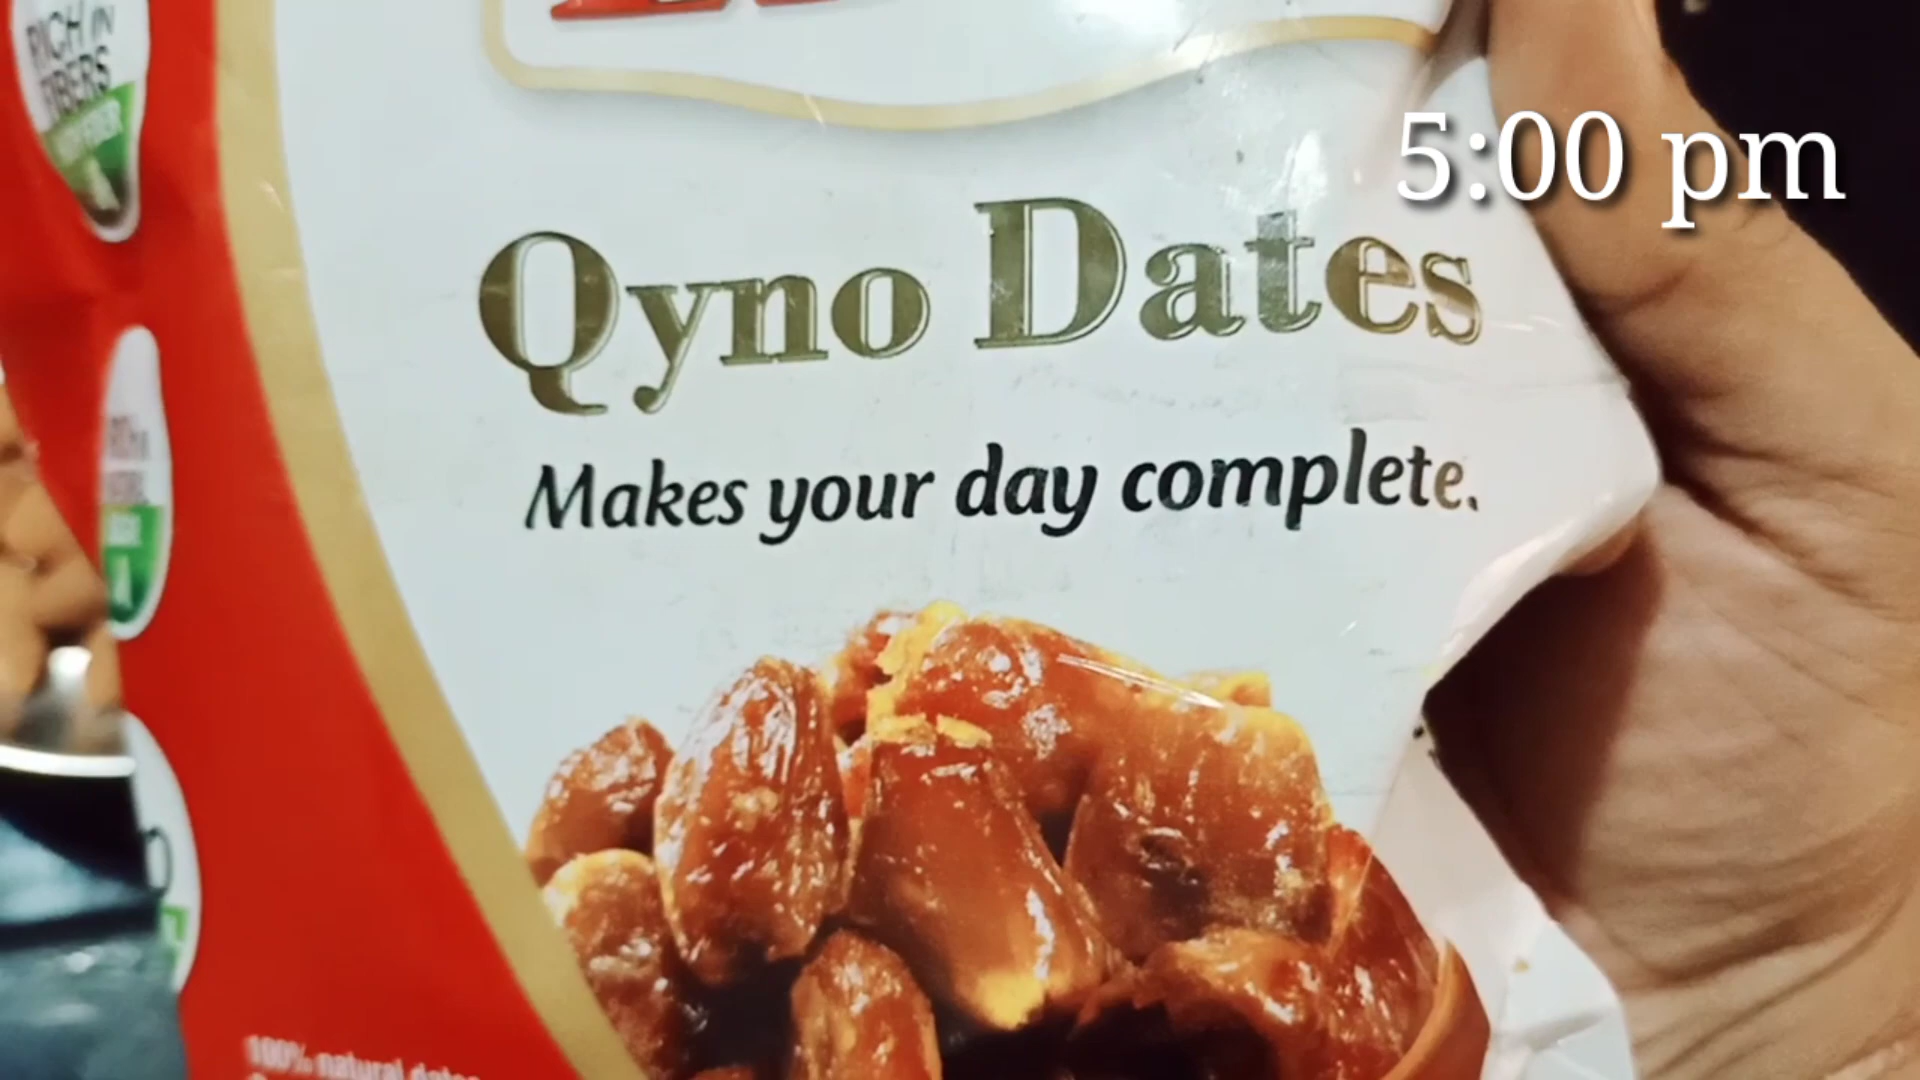 RICH IN
FIBERS
5:00 pm
Qyno Dates
Makes your day complete.
100% natural dates